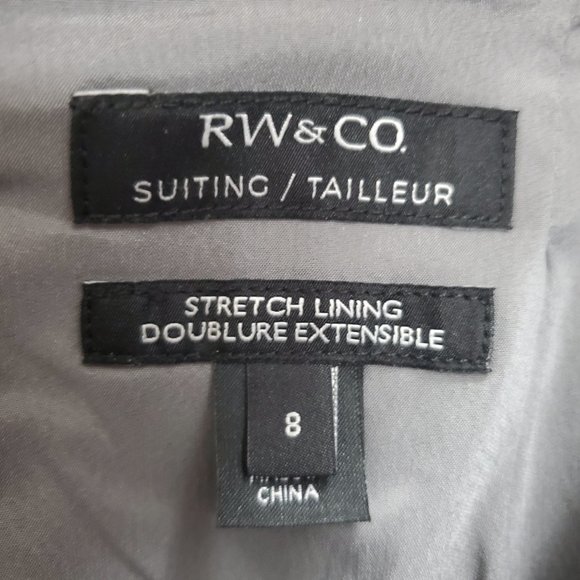 RW&CO.
SUITING / TAILLEUR
STRETCH LINING
DOUBLURE EXTENSIBLE
8
CHINA